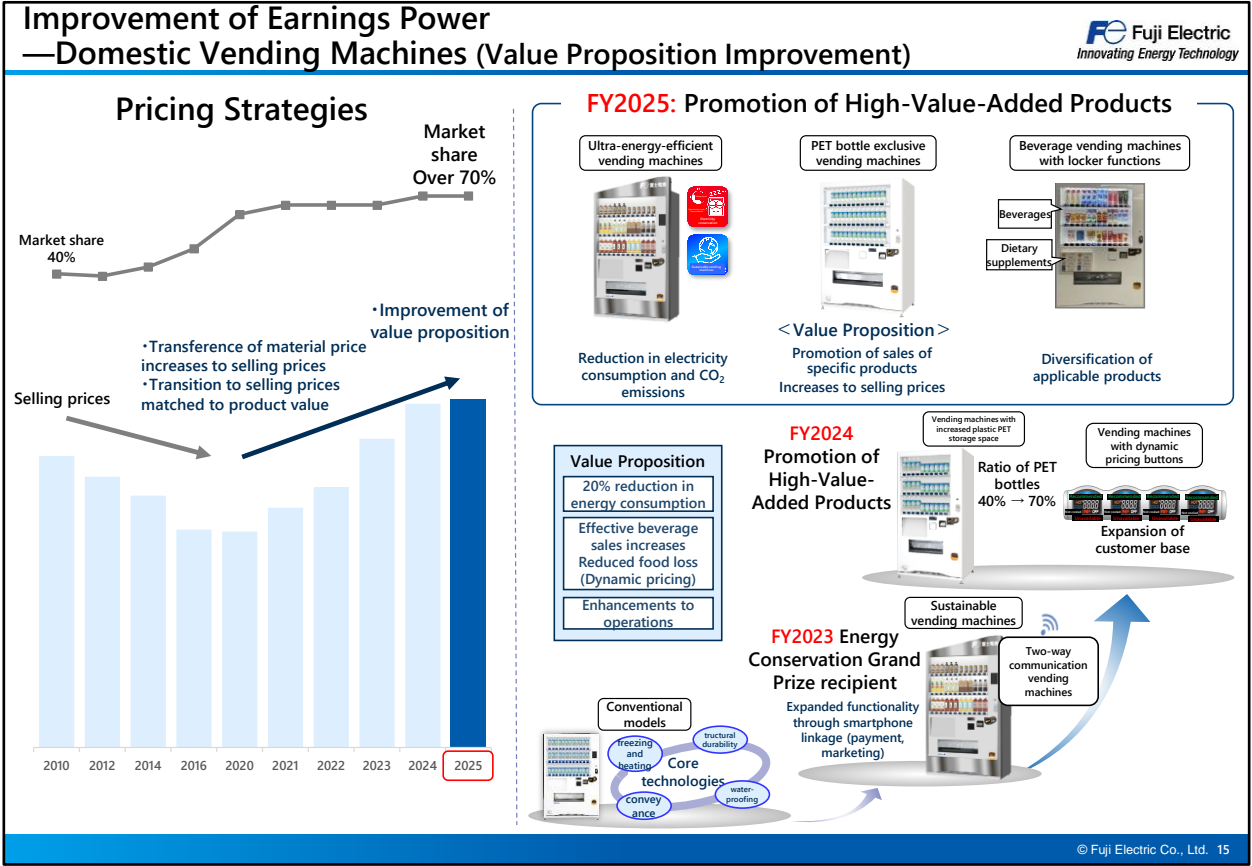 Improvement of Earnings Power
—Domestic Vending Machines (Value Proposition Improvement)
Fuji Electric
Innovating Energy Technology
Pricing Strategies
Market
share
Over 70%
Market share
40%
・Improvement of
value proposition
・Transference of material price
increases to selling prices
・Transition to selling prices
matched to product value
Selling prices
2010
2012
2014
2016
2020
2021
2022
2023
2024
2025
FY2025: Promotion of High-Value-Added Products
Ultra-energy-efficient
vending machines
PET bottle exclusive
vending machines
Beverage vending machines
with locker functions
Beverages
Dietary
supplements
＜Value Proposition＞
Reduction in electricity
consumption and CO2
emissions
Promotion of sales of
specific products
Increases to selling prices
Diversification of
applicable products
Value Proposition
20% reduction in
energy consumption
Effective beverage
sales increases
Reduced food loss
(Dynamic pricing)
Enhancements to
operations
FY2024
Promotion of
High-Value-
Added Products
Vending machines with
increased plastic PET
storage space
Ratio of PET
bottles
40% → 70%
Vending machines
with dynamic
pricing buttons
Expansion of
customer base
FY2023 Energy
Conservation Grand
Prize recipient
Expanded functionality
through smartphone
linkage (payment,
marketing)
Sustainable
vending machines
Two-way
communication
vending
machines
Conventional
models
freezing
and
heating
tructural
durability
Core
technologies
convey
ance
water-
proofing
© Fuji Electric Co., Ltd. 15